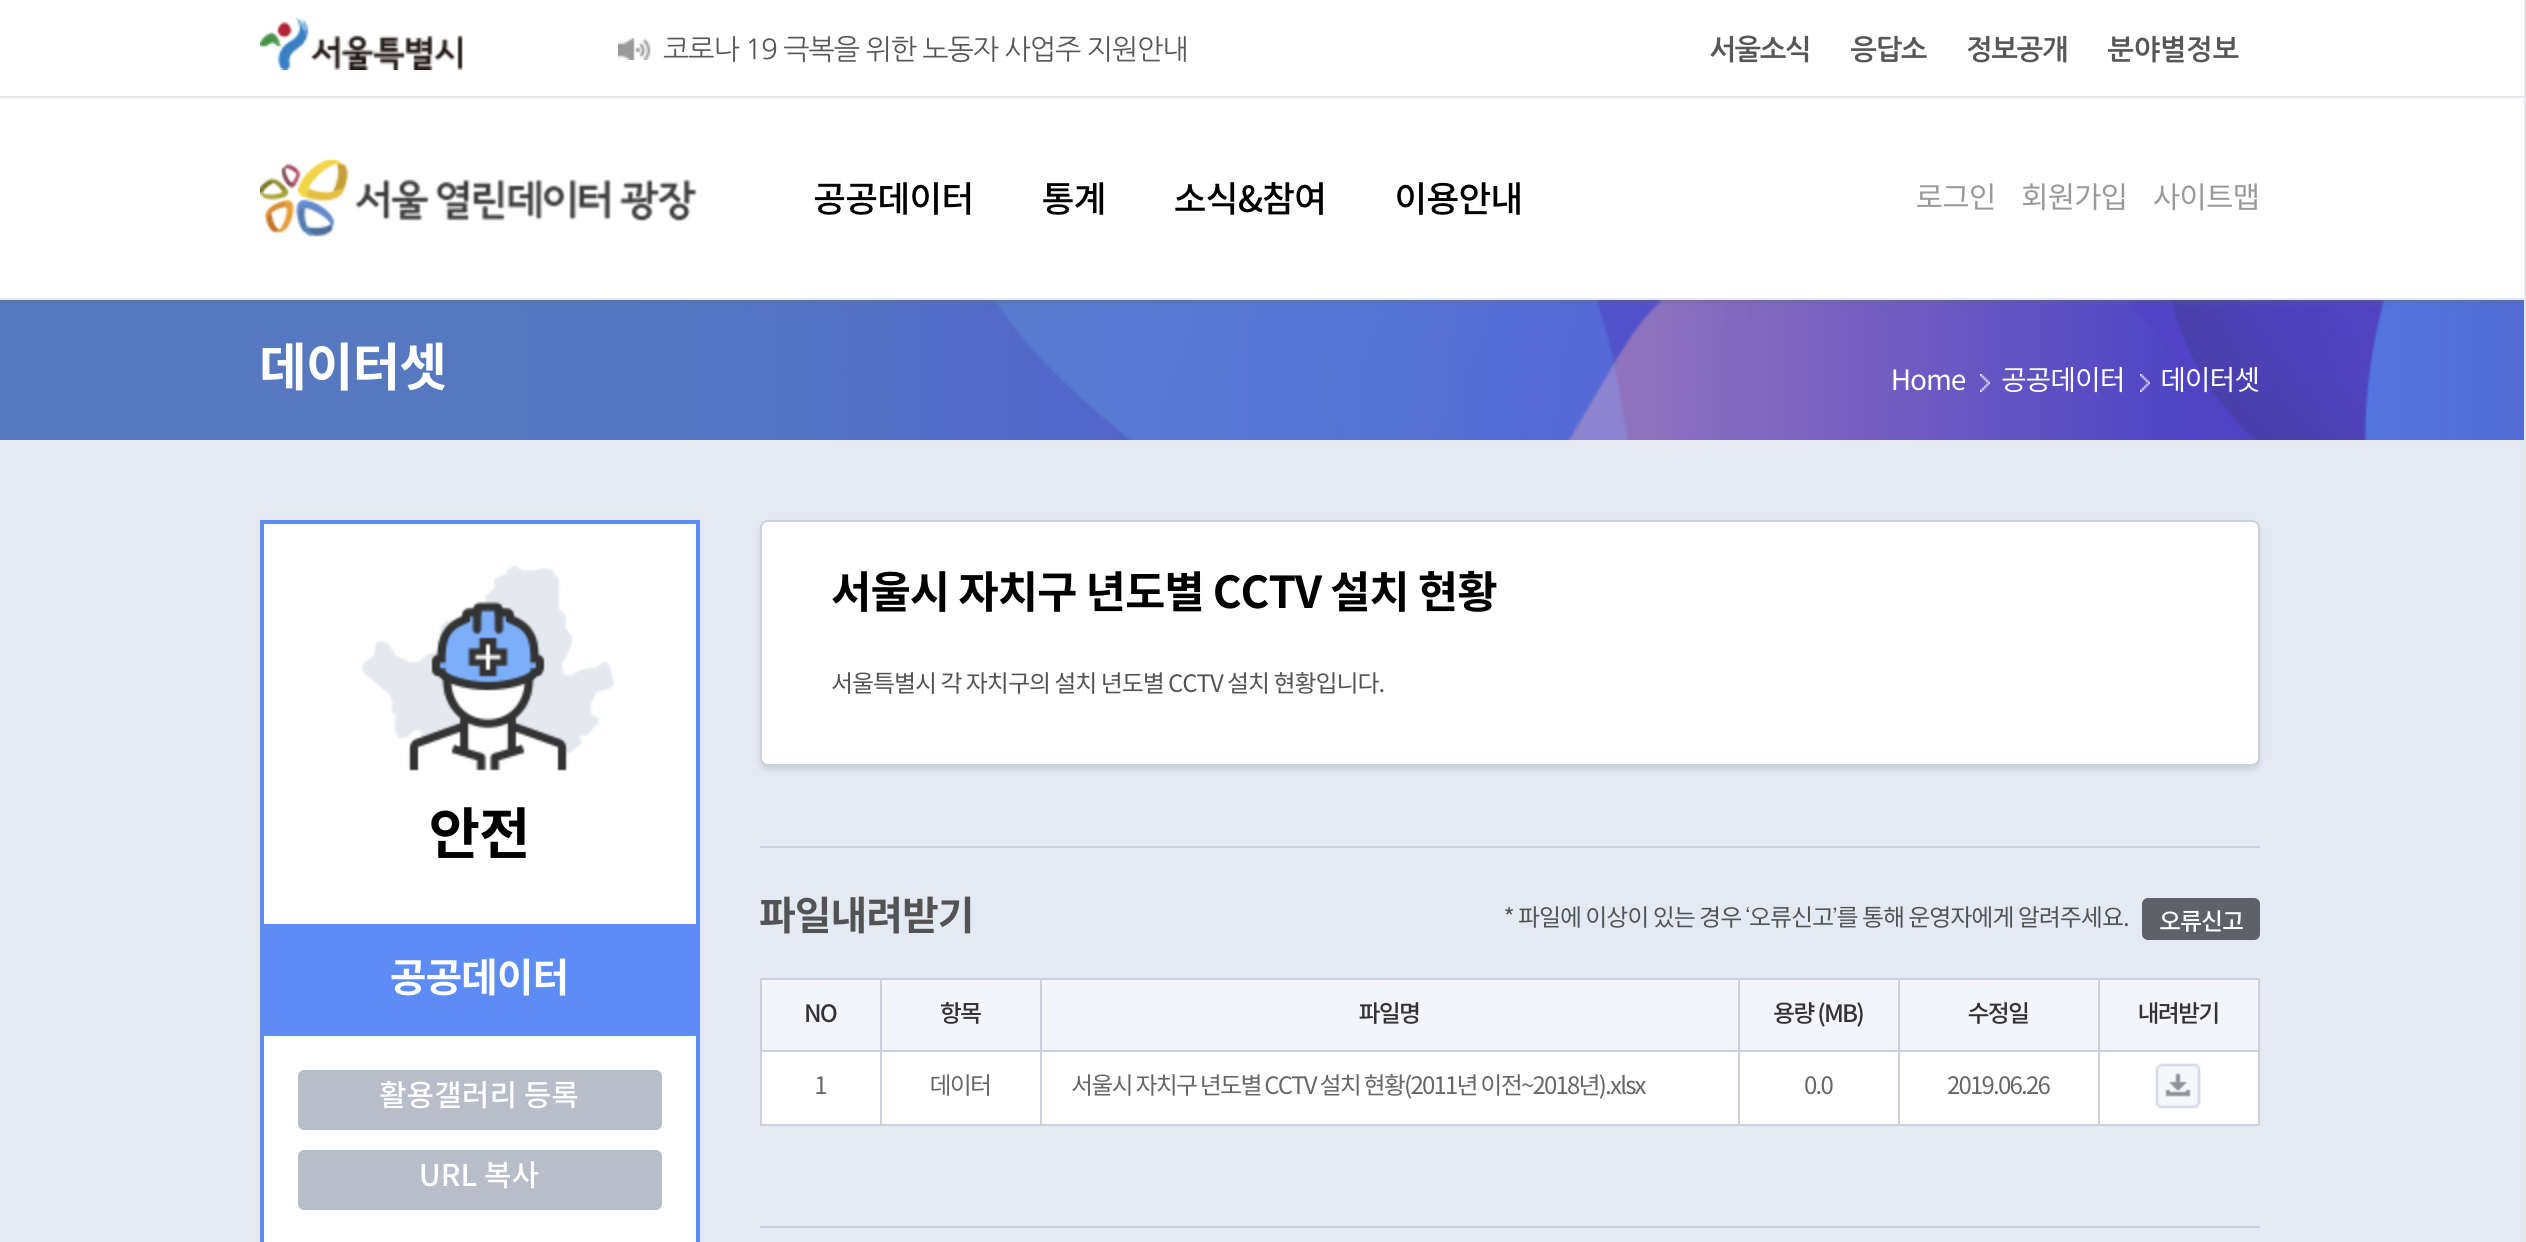 서울특별시
코로나 19 극복을 위한 노동자 사업주 지원안내
서울소식 응답소 정보공개 분야별정보
서울 열린데이터 광장
공공데이터 통계 소식&참여 이용안내
로그인 회원가입 사이트맵
데이터셋
Home > 공공데이터 > 데이터셋
안전
공공데이터
활용갤러리 등록
URL 복사
서울시 자치구 년도별 CCTV 설치 현황
서울특별시 각 자치구의 설치 년도별 CCTV 설치 현황입니다.
파일내려받기
* 파일에 이상이 있는 경우 ‘오류신고’를 통해 운영자에게 알려주세요. 오류신고
NO 항목 파일명 용량 (MB) 수정일 내려받기
1 데이터 서울시 자치구 년도별 CCTV 설치 현황(2011년 이전~2018년).xlsx 0.0 2019.06.26